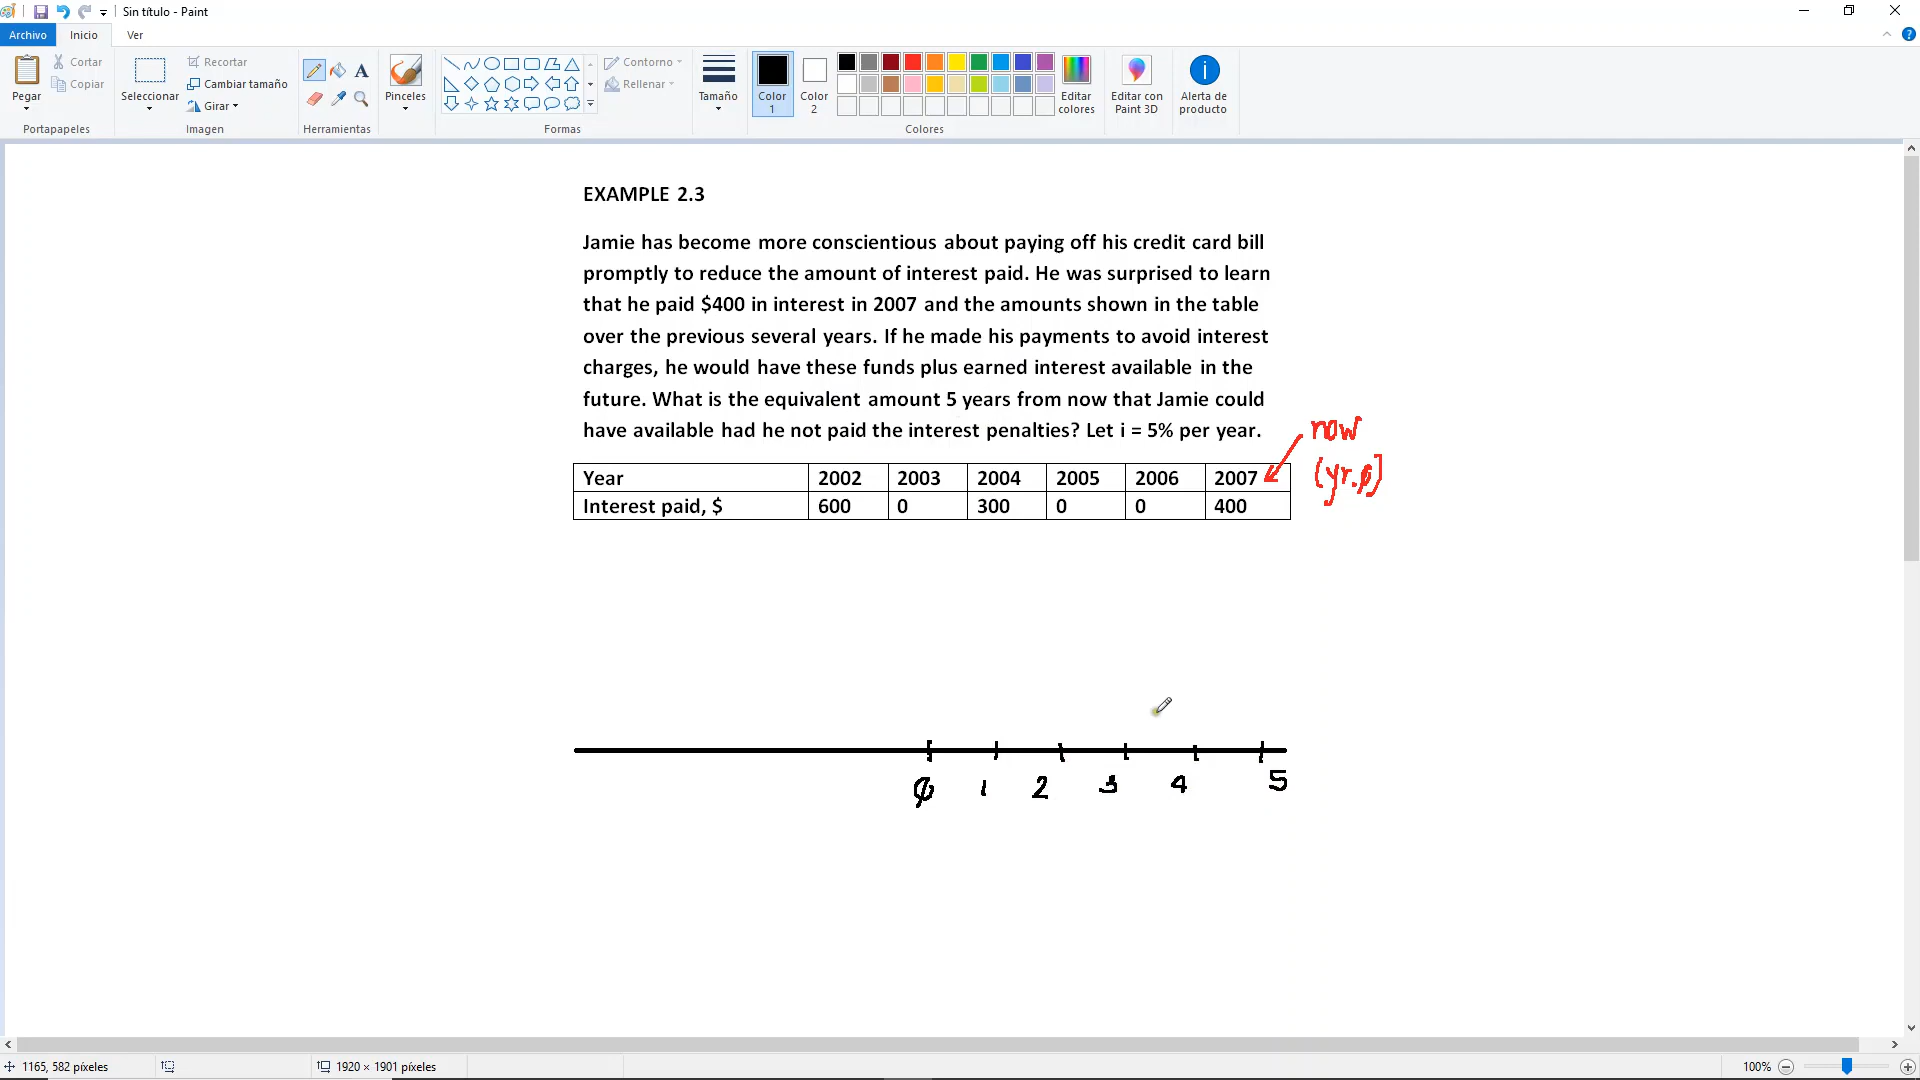 Sin título - Paint
Archivo
Inicio
Ver
Pegar
Cortar
Copiar
Portapapeles
Seleccionar
Recortar
Cambiar tamaño
Girar
Imagen
A
Herramientas
Pinceles
Contorno
Rellenar
Formas
Tamaño
Color
1
Color
2
Editar
colores
Colores
Editar con
Paint 3D
Alerta de
producto
EXAMPLE 2.3
Jamie has become more conscientious about paying off his credit card bill
promptly to reduce the amount of interest paid. He was surprised to learn
that he paid $400 in interest in 2007 and the amounts shown in the table
over the previous several years. If he made his payments to avoid interest
charges, he would have these funds plus earned interest available in the
future. What is the equivalent amount 5 years from now that Jamie could
have available had he not paid the interest penalties? Let i = 5% per year.
now
(yr.ø)
Year 2002 2003 2004 2005 2006 2007
Interest paid, $ 600 0 300 0 0 400
ø 1 2 3 4 5
1165, 582 píxeles
1920 × 1901 píxeles
100%